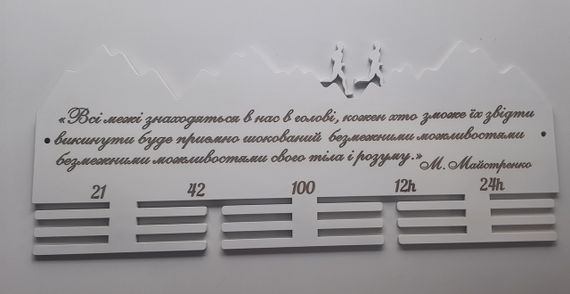 «Всі межі знаходяться в нас в голові, кожен хто зможе їх звідти
викинути буде приємно шокований безмежними можливостями
безмежними можливостями свого тіла і розуму.»
М. Майстренко
21 42 100 12h 24h